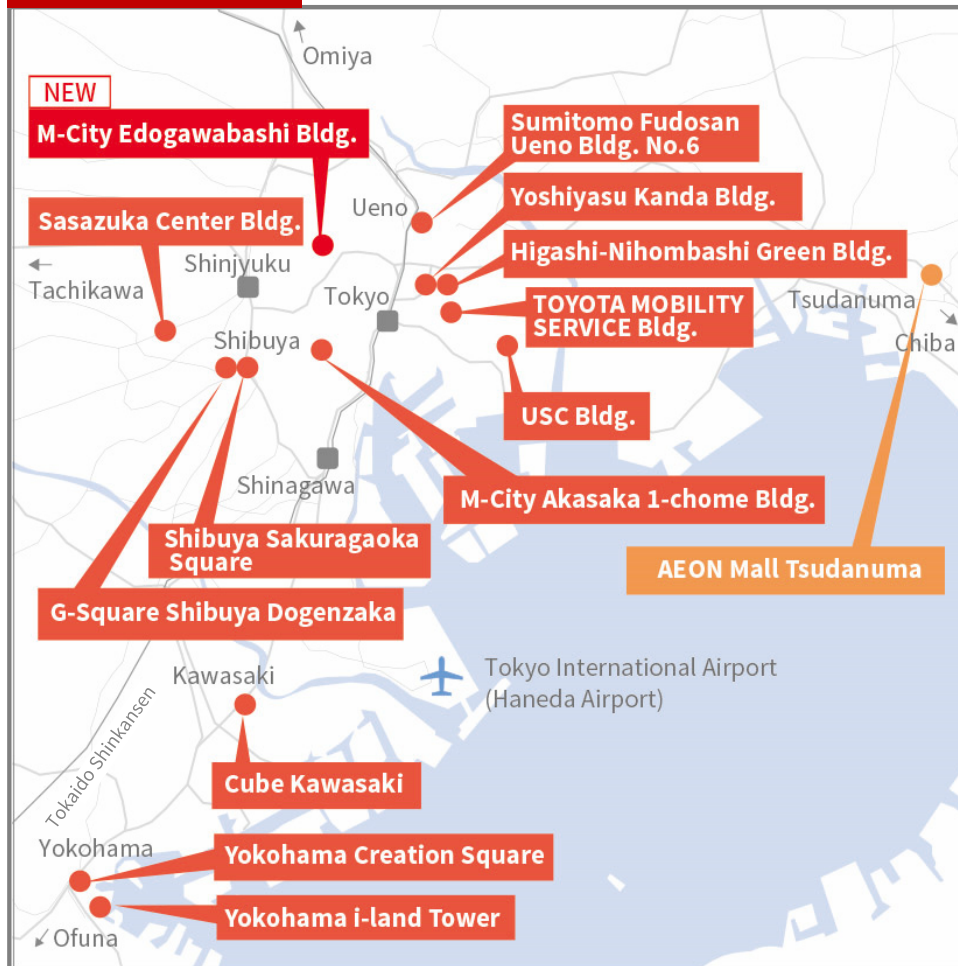 Omiya
NEW
M-City Edogawabashi Bldg.
Sumitomo Fudosan
Ueno Bldg. No.6
Ueno
Yoshiyasu Kanda Bldg.
Sasazuka Center Bldg.
Higashi-Nihombashi Green Bldg.
Shinjyuku
Tachikawa
Tokyo
TOYOTA MOBILITY
SERVICE Bldg.
Tsudanuma
Chiba
Shibuya
USC Bldg.
Shinagawa
M-City Akasaka 1-chome Bldg.
Shibuya Sakuragaoka
Square
AEON Mall Tsudanuma
G-Square Shibuya Dogenzaka
Kawasaki
Tokyo International Airport
(Haneda Airport)
Tokaido Shinkansen
Cube Kawasaki
Yokohama
Yokohama Creation Square
Yokohama i-land Tower
Ofuna